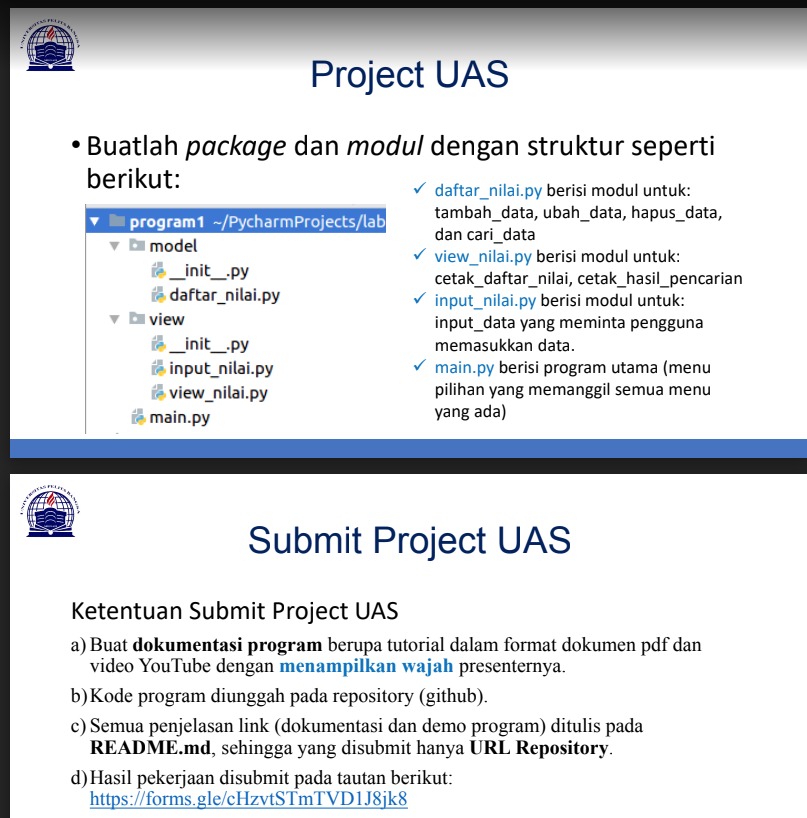 UNIVERSITAS PELITA BANGSA
Project UAS
• Buatlah package dan modul dengan struktur seperti
berikut:
program1 ~/PycharmProjects/lab
model
__init__.py
daftar_nilai.py
view
__init__.py
input_nilai.py
view_nilai.py
main.py
✓ daftar_nilai.py berisi modul untuk:
tambah_data, ubah_data, hapus_data,
dan cari_data
✓ view_nilai.py berisi modul untuk:
cetak_daftar_nilai, cetak_hasil_pencarian
✓ input_nilai.py berisi modul untuk:
input_data yang meminta pengguna
memasukkan data.
✓ main.py berisi program utama (menu
pilihan yang memanggil semua menu
yang ada)
UNIVERSITAS PELITA BANGSA
Submit Project UAS
Ketentuan Submit Project UAS
a) Buat dokumentasi program berupa tutorial dalam format dokumen pdf dan
video YouTube dengan menampilkan wajah presenternya.
b) Kode program diunggah pada repository (github).
c) Semua penjelasan link (dokumentasi dan demo program) ditulis pada
README.md, sehingga yang disubmit hanya URL Repository.
d) Hasil pekerjaan disubmit pada tautan berikut:
https://forms.gle/cHzvtSTmTVD1J8jk8